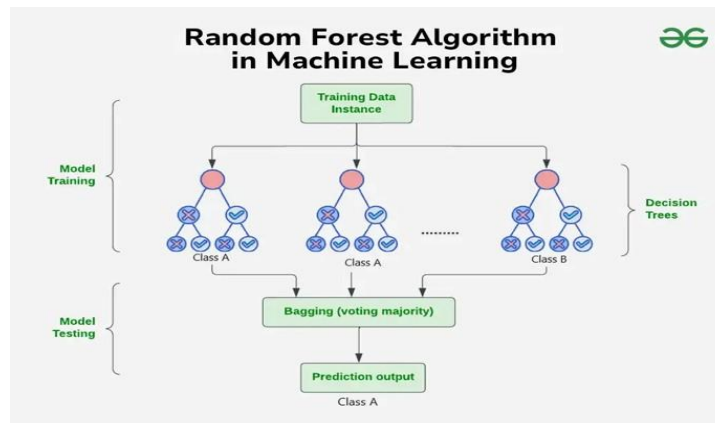 Random Forest Algorithm
in Machine Learning
Training Data
Instance
Model
Training
Decision
Trees
.........
Class A
Class A
Class B
Bagging (voting majority)
Model
Testing
Prediction output
Class A